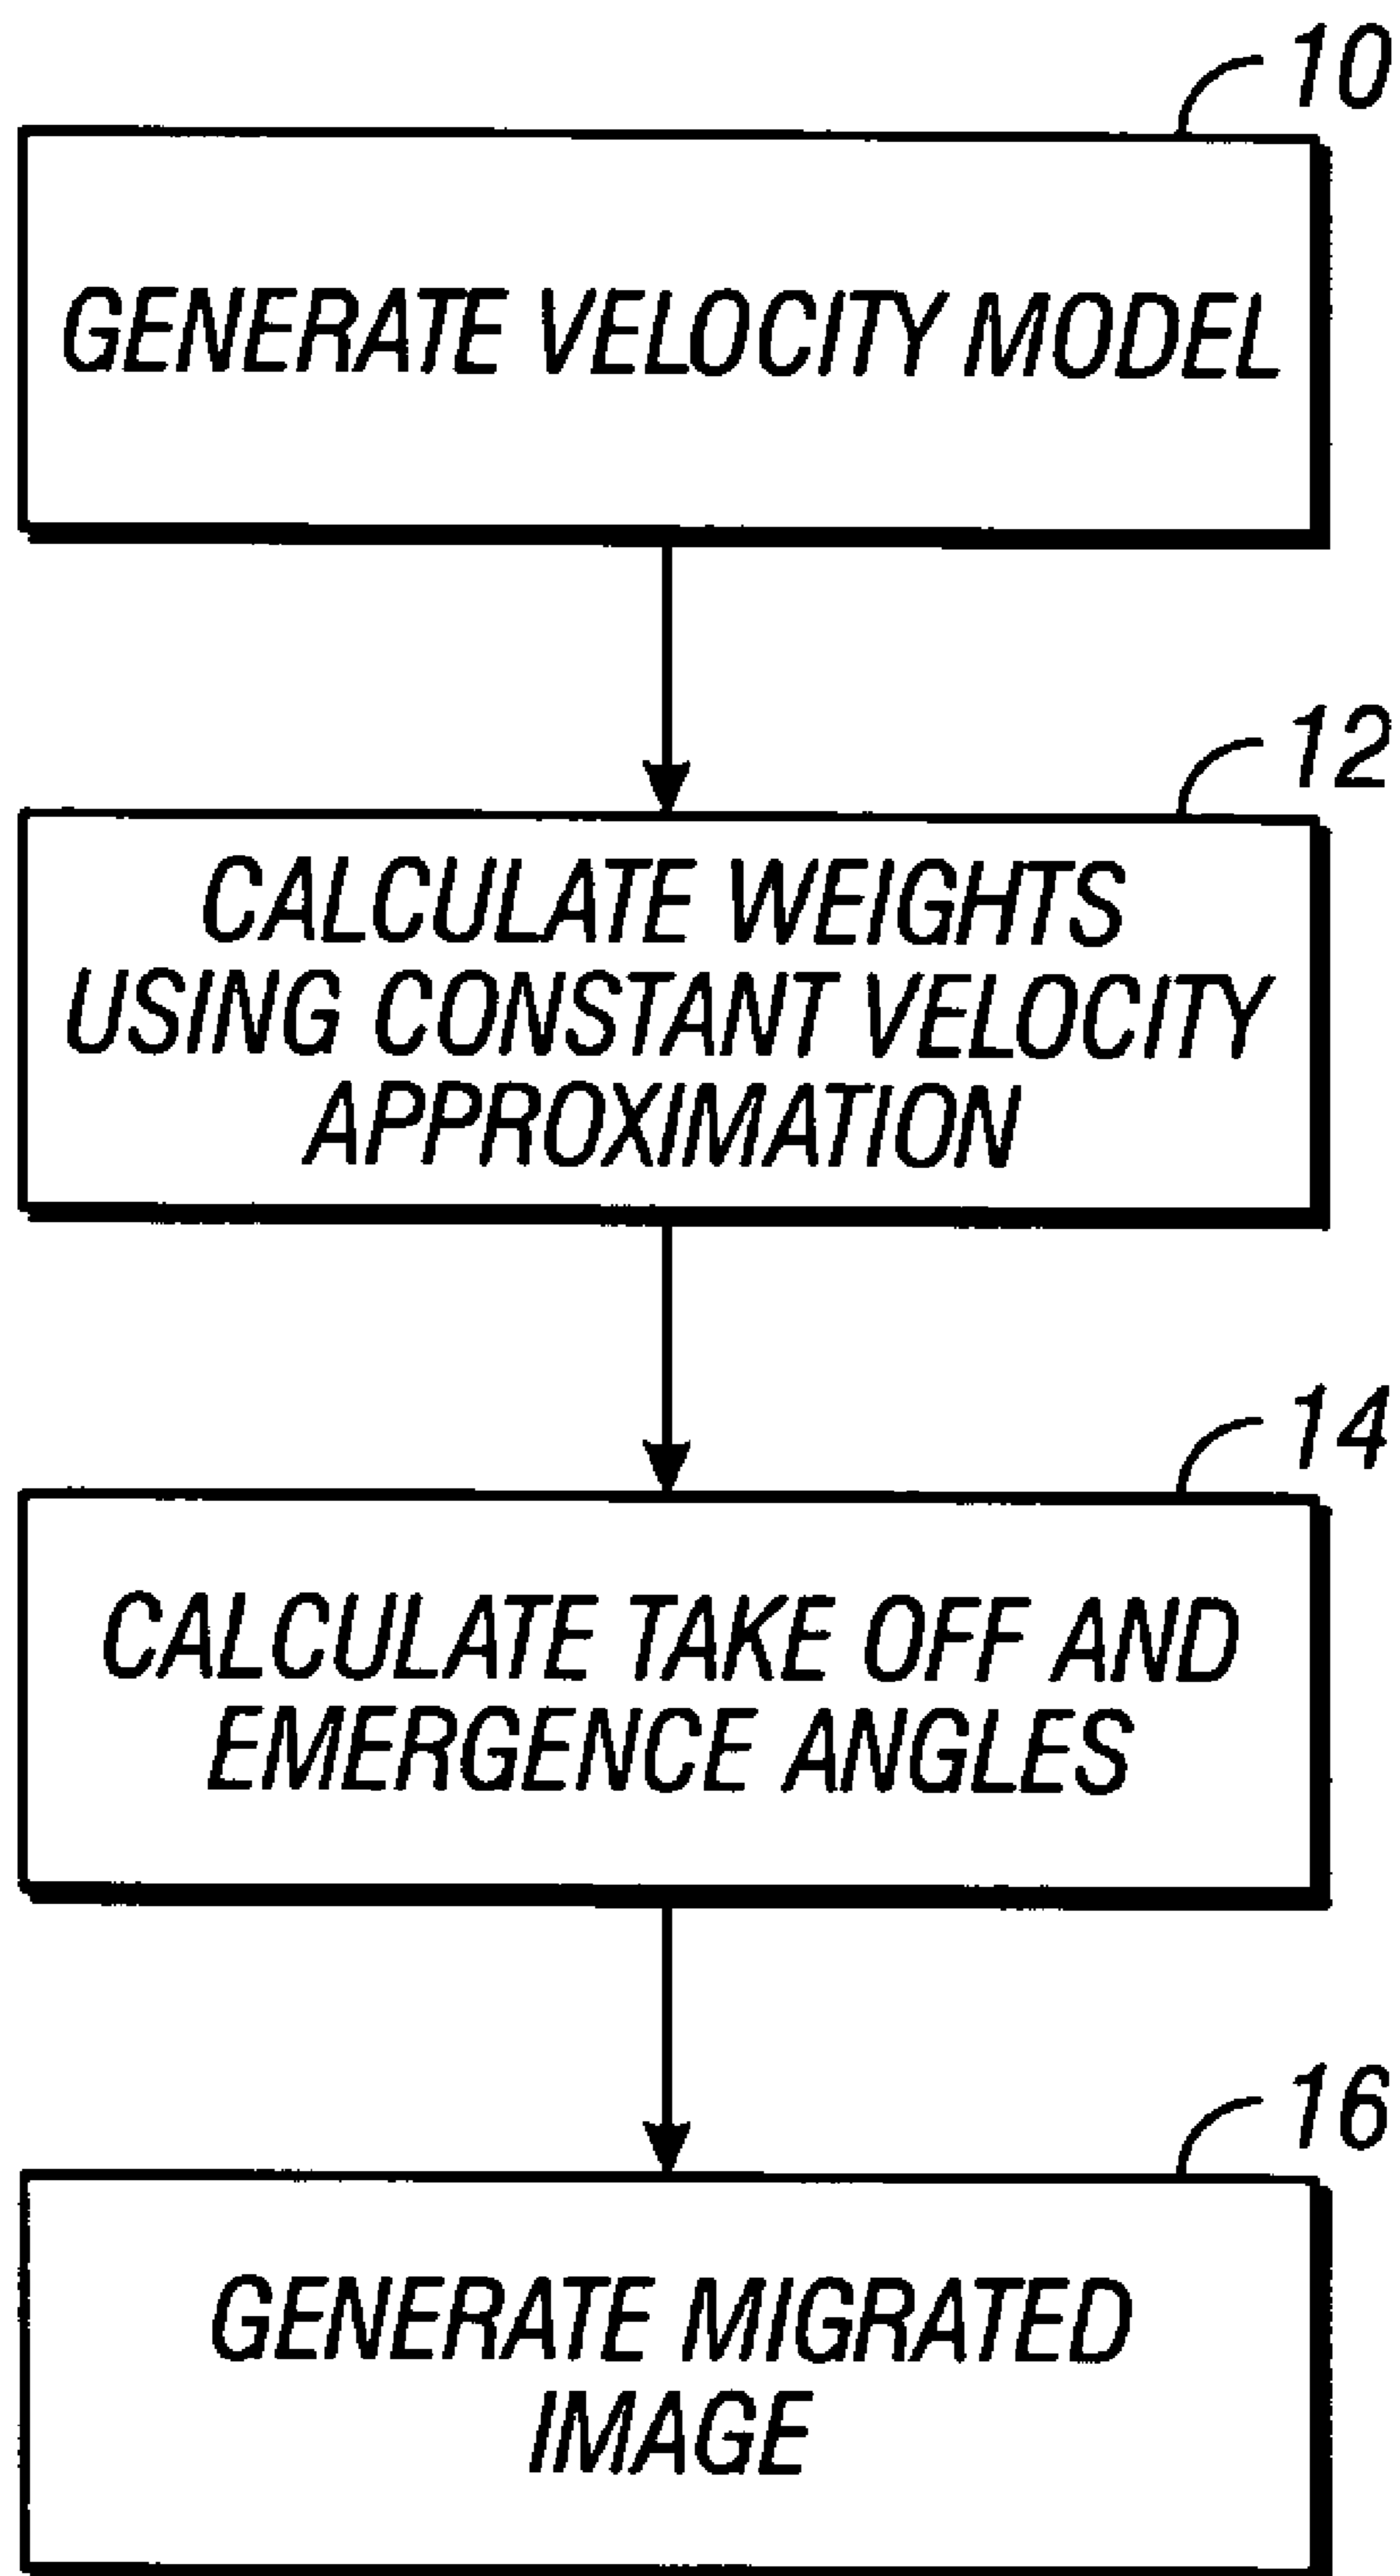 10
GENERATE VELOCITY MODEL
12
CALCULATE WEIGHTS
USING CONSTANT VELOCITY
APPROXIMATION
14
CALCULATE TAKE OFF AND
EMERGENCE ANGLES
16
GENERATE MIGRATED
IMAGE